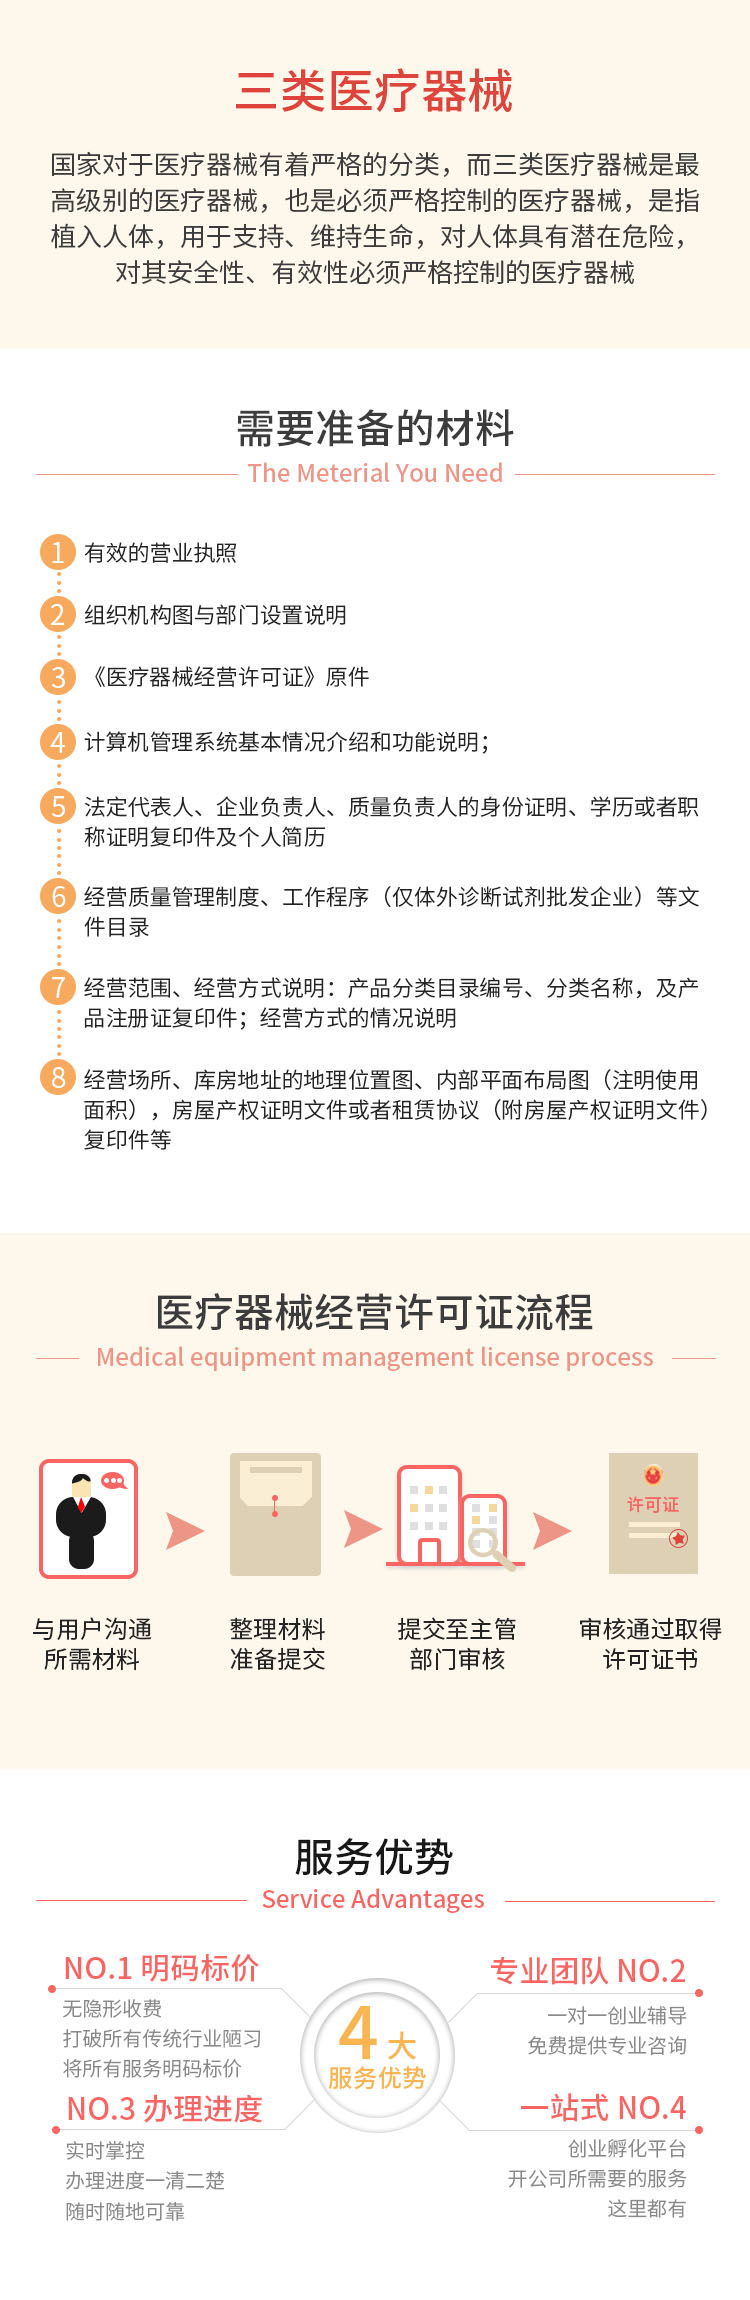 三类医疗器械
国家对于医疗器械有着严格的分类，而三类医疗器械是最
高级别的医疗器械，也是必须严格控制的医疗器械，是指
植入人体，用于支持、维持生命，对人体具有潜在危险，
对其安全性、有效性必须严格控制的医疗器械
需要准备的材料
The Meterial You Need
1 有效的营业执照
2 组织机构图与部门设置说明
3 《医疗器械经营许可证》原件
4 计算机管理系统基本情况介绍和功能说明；
5 法定代表人、企业负责人、质量负责人的身份证明、学历或者职
称证明复印件及个人简历
6 经营质量管理制度、工作程序（仅体外诊断试剂批发企业）等文
件目录
7 经营范围、经营方式说明：产品分类目录编号、分类名称，及产
品注册证复印件；经营方式的情况说明
8 经营场所、库房地址的地理位置图、内部平面布局图（注明使用
面积），房屋产权证明文件或者租赁协议（附房屋产权证明文件）
复印件等
医疗器械经营许可证流程
Medical equipment management license process
许可证
与用户沟通
所需材料
整理材料
准备提交
提交至主管
部门审核
审核通过取得
许可证书
服务优势
Service Advantages
NO.1 明码标价
无隐形收费
打破所有传统行业陋习
将所有服务明码标价
专业团队 NO.2
一对一创业辅导
免费提供专业咨询
4大
服务优势
NO.3 办理进度
实时掌控
办理进度一清二楚
随时随地可靠
一站式 NO.4
创业孵化平台
开公司所需要的服务
这里都有